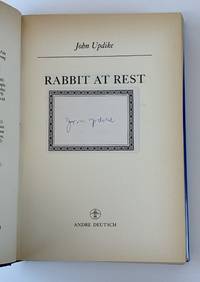 John Updike
RABBIT AT REST
John Updike
ANDRE DEUTSCH